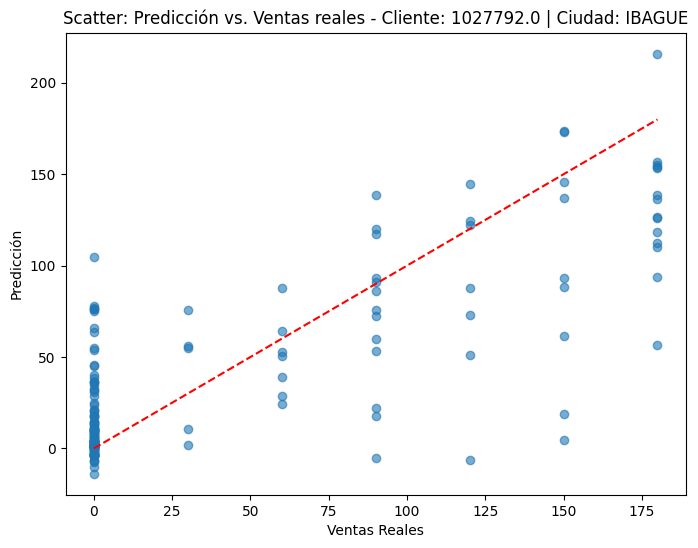 Scatter: Predicción vs. Ventas reales - Cliente: 1027792.0 | Ciudad: IBAGUE
200
150
100
50
0
Predicción
0 25 50 75 100 125 150 175
Ventas Reales